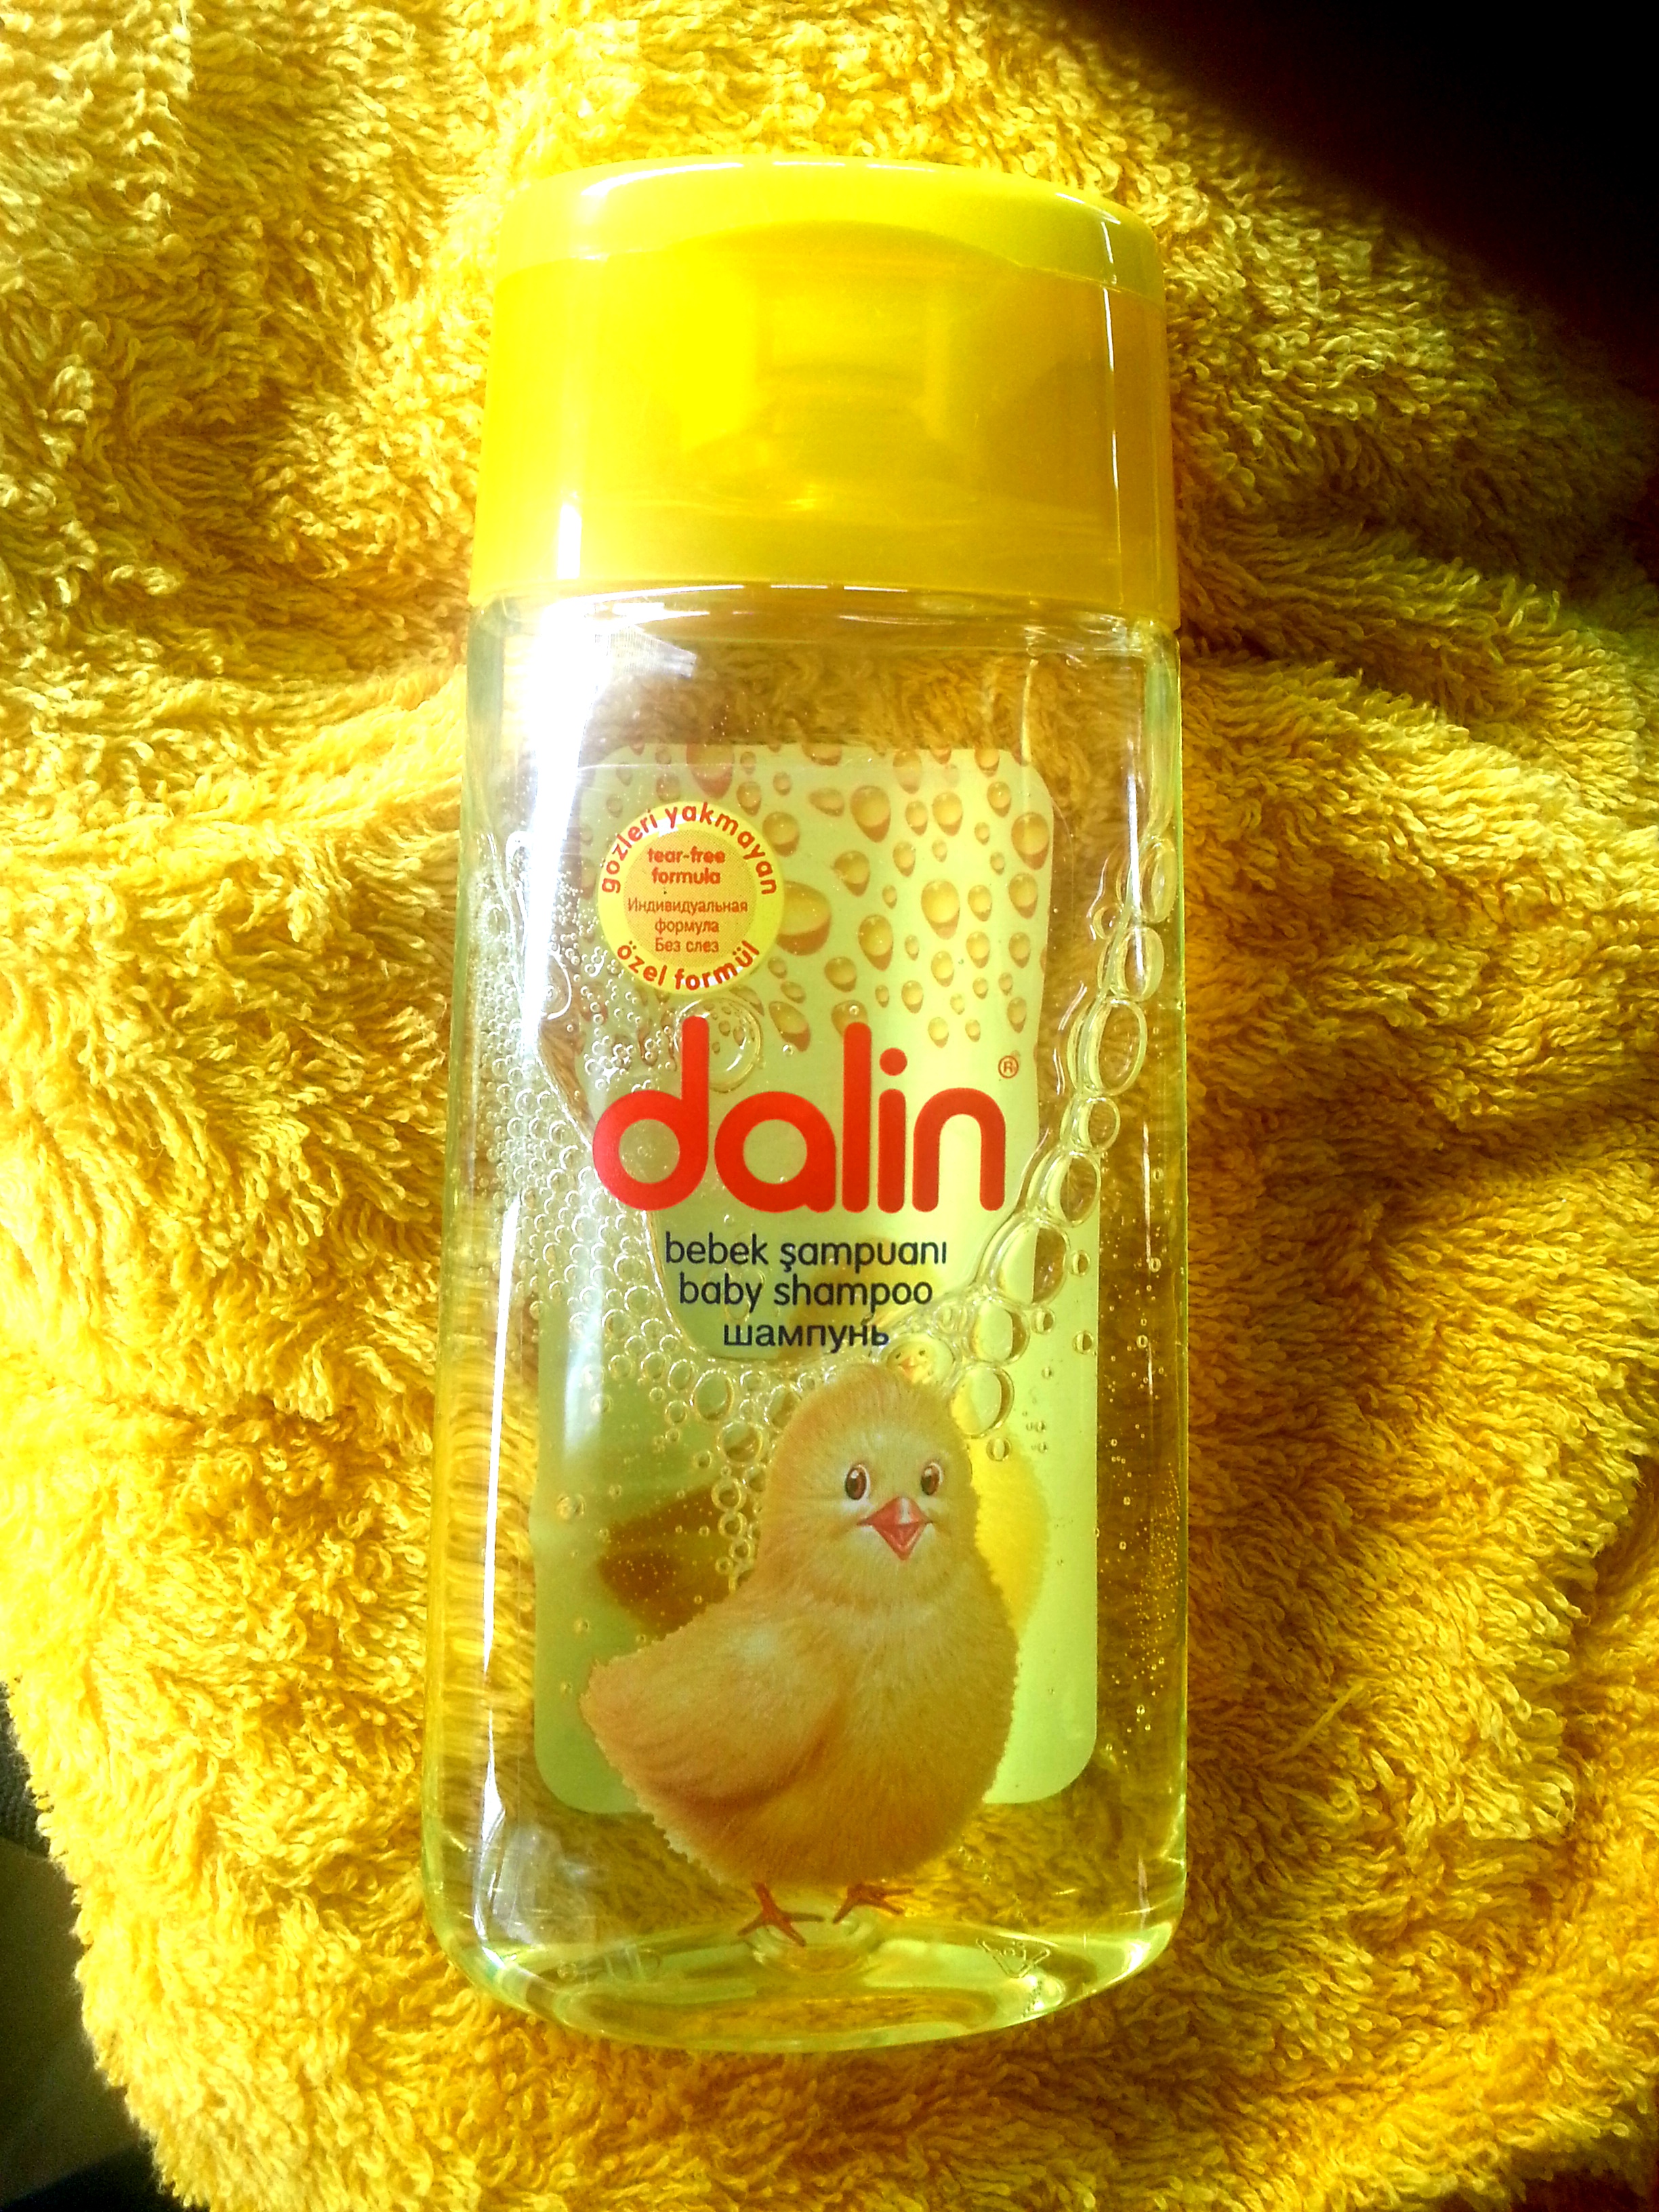 gözleri yakmayan
tear-free
formula
Индивидуальная
формула
Без слез
özel formül
dalin®
bebek şampuanı
baby shampoo
шампунь